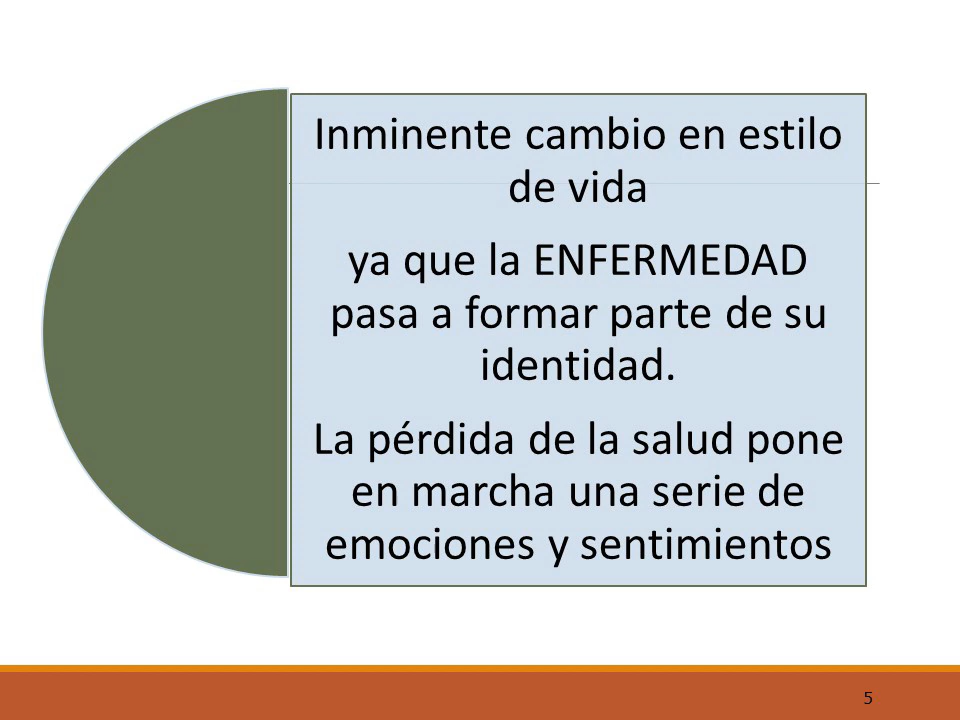 Inminente cambio en estilo
de vida
ya que la ENFERMEDAD
pasa a formar parte de su
identidad.
La pérdida de la salud pone
en marcha una serie de
emociones y sentimientos
5